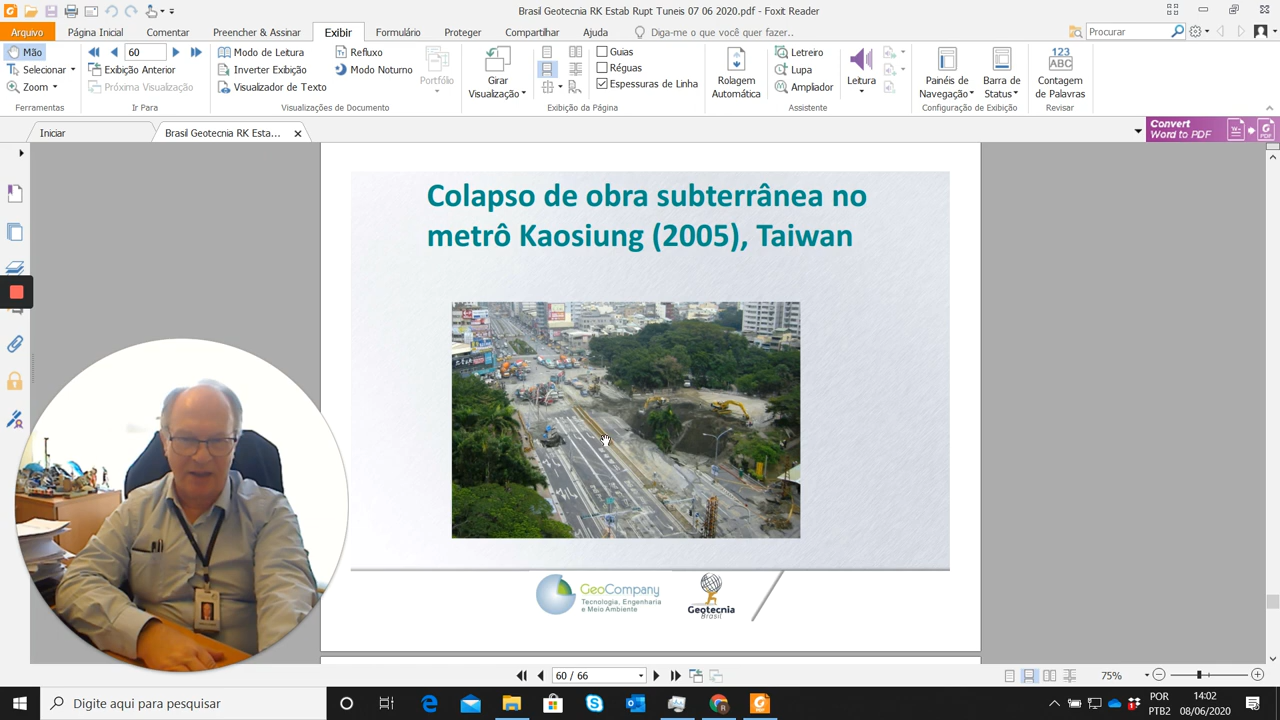 Brasil Geotecnia RK Estab Rupt Tuneis 07 06 2020.pdf - Foxit Reader
Arquivo
Página Inicial
Comentar
Preencher & Assinar
Exibir
Formulário
Proteger
Compartilhar
Ajuda
Diga-me o que você quer fazer..
Procurar
Mão
Selecionar
Zoom
Ferramentas
60
Exibição Anterior
Próxima Visualização
Ir Para
Modo de Leitura
Inverter Exibição
Visualizador de Texto
Refluxo
Modo Noturno
Portfólio
Visualizações de Documento
Girar
Visualização
Guias
Réguas
Espessuras de Linha
Exibição da Página
Rolagem
Automática
Letreiro
Lupa
Ampliador
Assistente
Leitura
Painéis de
Navegação
Barra de
Status
Configuração de Exibição
123
ABC
Contagem
de Palavras
Revisar
Iniciar
Brasil Geotecnia RK Esta...
Convert
Word to PDF
PDF
Colapso de obra subterrânea no
metrô Kaosiung (2005), Taiwan
GeoCompany
Tecnologia, Engenharia
e Meio Ambiente
Geotecnia
Brasil
60 / 66
75%
Digite aqui para pesquisar
POR
PTB2
14:02
08/06/2020